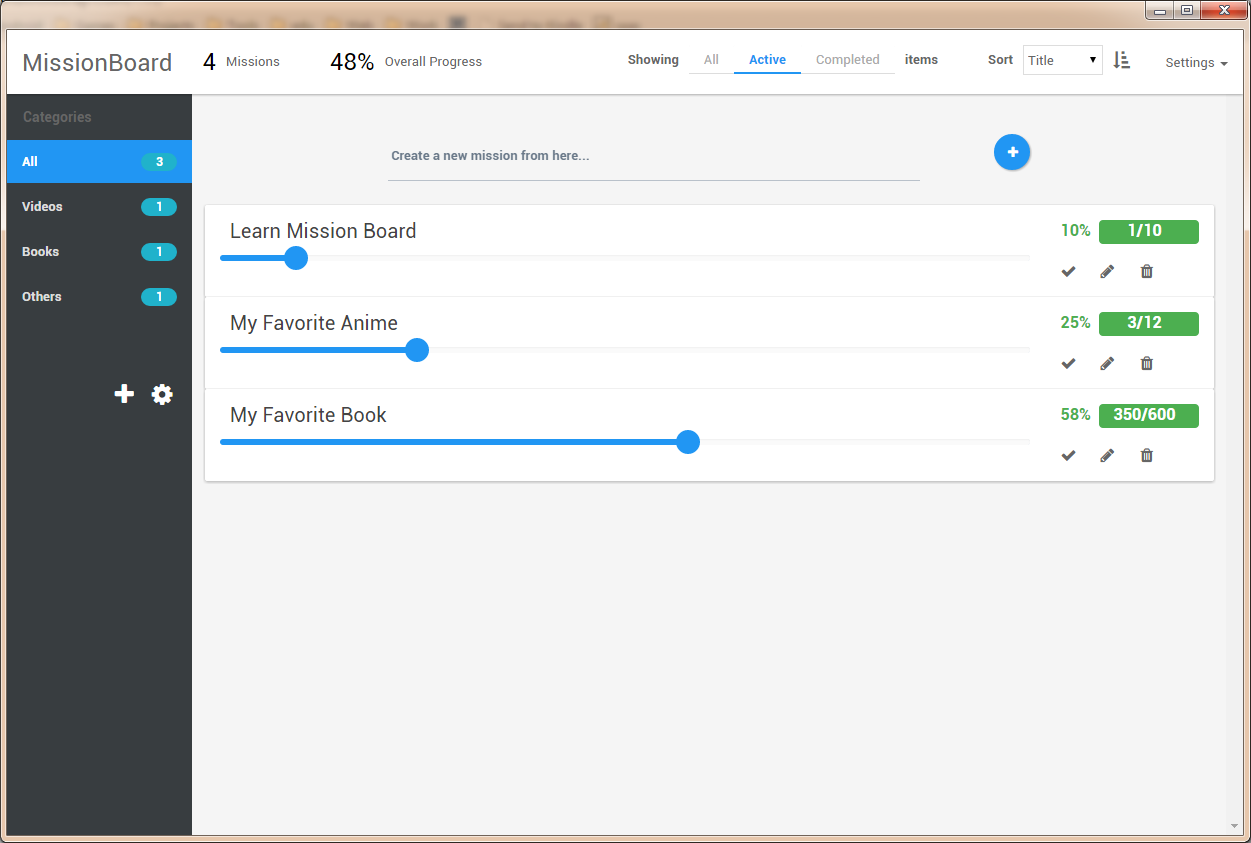 MissionBoard 4 Missions 48% Overall Progress Showing All Active Completed items Sort Title Settings
Categories
All 3
Videos 1
Books 1
Others 1
Create a new mission from here...
Learn Mission Board 10% 1/10
My Favorite Anime 25% 3/12
My Favorite Book 58% 350/600